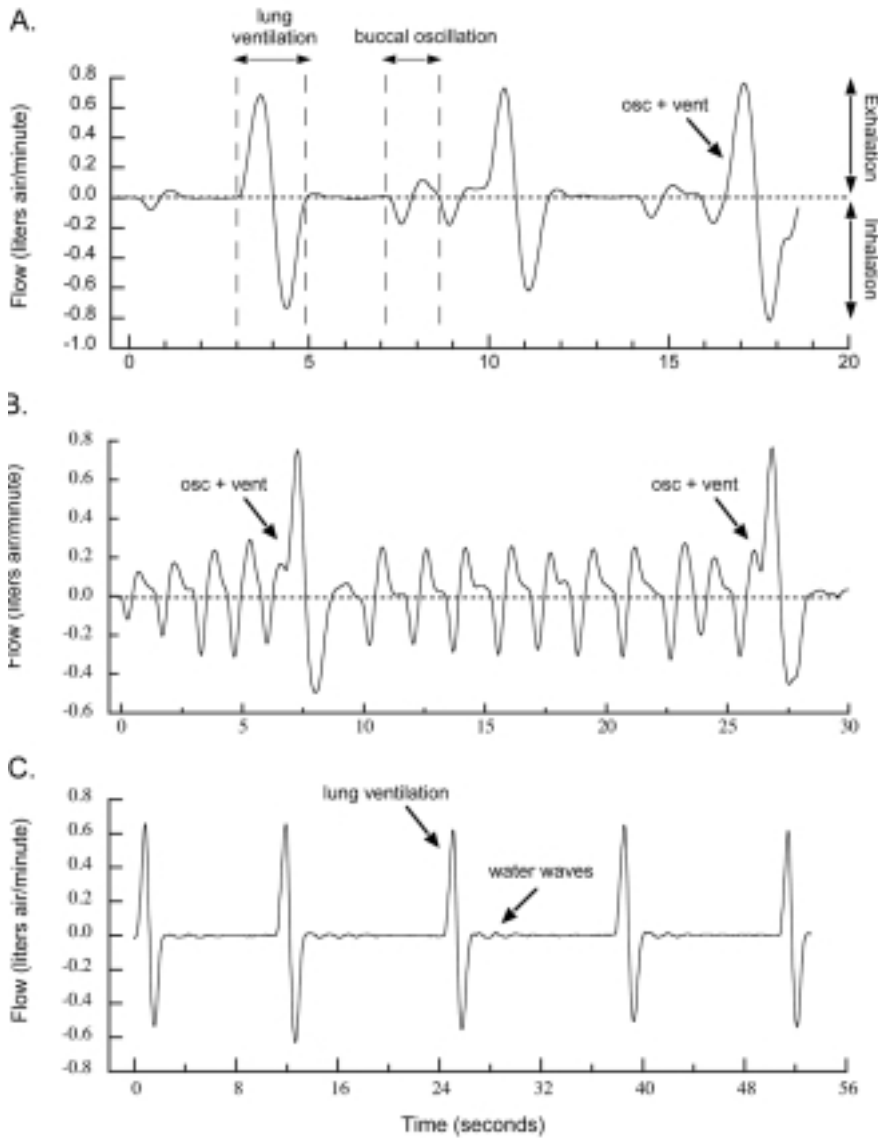 A.
lung
ventilation
buccal oscillation
osc + vent
Exhalation
Inhalation
Flow (liters air/minute)
0.8
0.6
0.4
0.2
0.0
-0.2
-0.4
-0.6
-0.8
-1.0
0 5 10 15 20
B.
osc + vent
osc + vent
Flow (liters air/minute)
0.8
0.4
0.2
0.0
-0.2
-0.4
-0.6
0 5 10 15 20 25 30
C.
lung ventilation
water waves
Flow (liters air/minute)
0.8
0.6
0.4
0.2
0.0
-0.2
-0.4
-0.6
-0.8
0 8 16 24 32 40 48 56
Time (seconds)